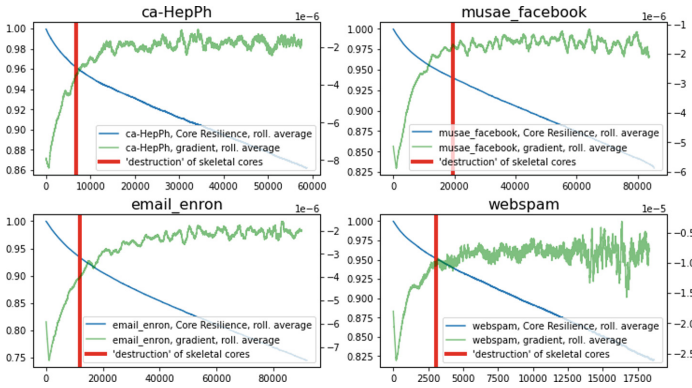 ca-HepPh
1e−6
1.00
0.98
0.96
0.94
0.92
0.90
0.88
0.86
−2
−4
−6
−8
ca-HepPh, Core Resilience, roll. average
ca-HepPh, gradient, roll. average
'destruction' of skeletal cores
0 10000 20000 30000 40000 50000 60000
musae_facebook
1e−6
1.000
0.975
0.950
0.925
0.900
0.875
0.850
0.825
−1
−2
−3
−4
−5
−6
musae_facebook, Core Resilience, roll. average
musae_facebook, gradient, roll. average
'destruction' of skeletal cores
0 20000 40000 60000 80000
email_enron
1e−6
1.00
0.95
0.90
0.85
0.80
0.75
−2
−3
−4
−5
−6
−7
email_enron, Core Resilience, roll. average
email_enron, gradient, roll. average
'destruction' of skeletal cores
0 20000 40000 60000 80000
webspam
1e−5
1.000
0.975
0.950
0.925
0.900
0.875
0.850
0.825
−0.5
−1.0
−1.5
−2.0
−2.5
webspam, Core Resilience, roll. average
webspam, gradient, roll. average
'destruction' of skeletal cores
0 2500 5000 7500 10000 12500 15000 17500